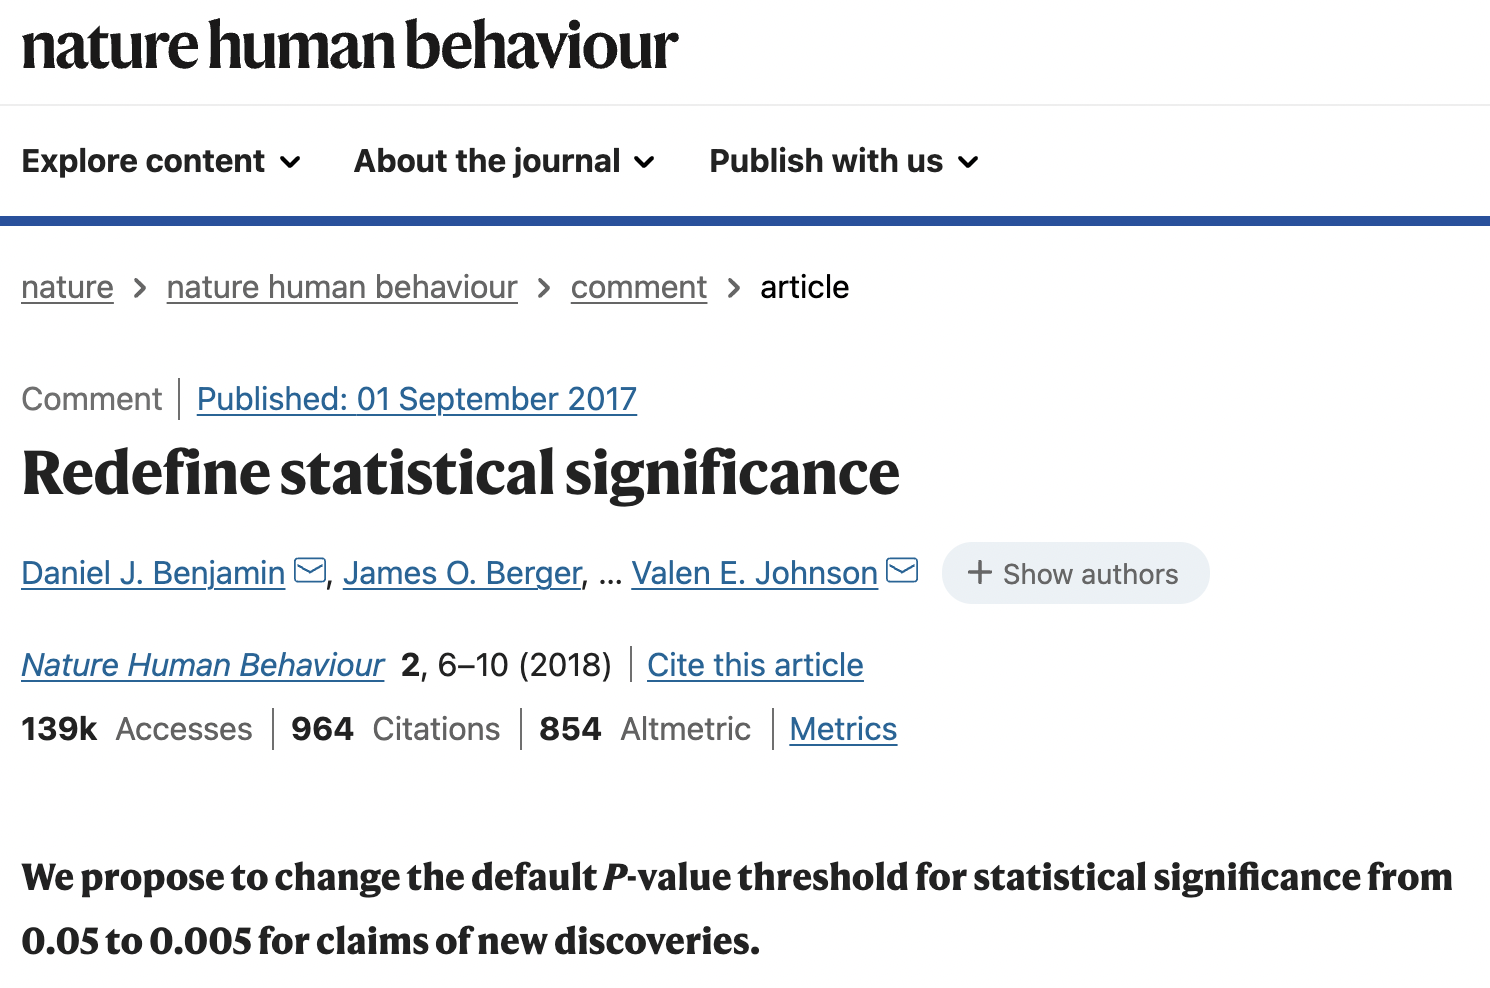 nature human behaviour
Explore content About the journal Publish with us
nature > nature human behaviour > comment > article
Comment | Published: 01 September 2017
Redefine statistical significance
Daniel J. Benjamin, James O. Berger, ... Valen E. Johnson + Show authors
Nature Human Behaviour 2, 6–10 (2018) | Cite this article
139k Accesses | 964 Citations | 854 Altmetric | Metrics
We propose to change the default P-value threshold for statistical significance from
0.05 to 0.005 for claims of new discoveries.